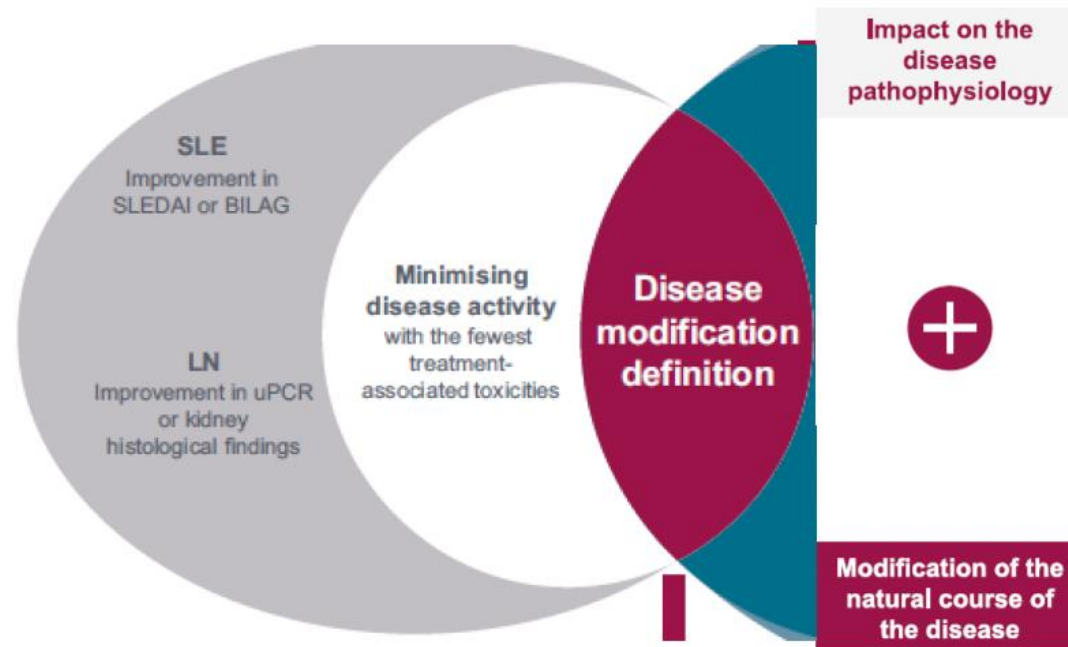 SLE
Improvement in
SLEDAI or BILAG
LN
Improvement in uPCR
or kidney
histological findings
Minimising
disease activity
with the fewest
treatment-
associated toxicities
Disease
modification
definition
Impact on the
disease
pathophysiology
+
Modification of the
natural course of
the disease